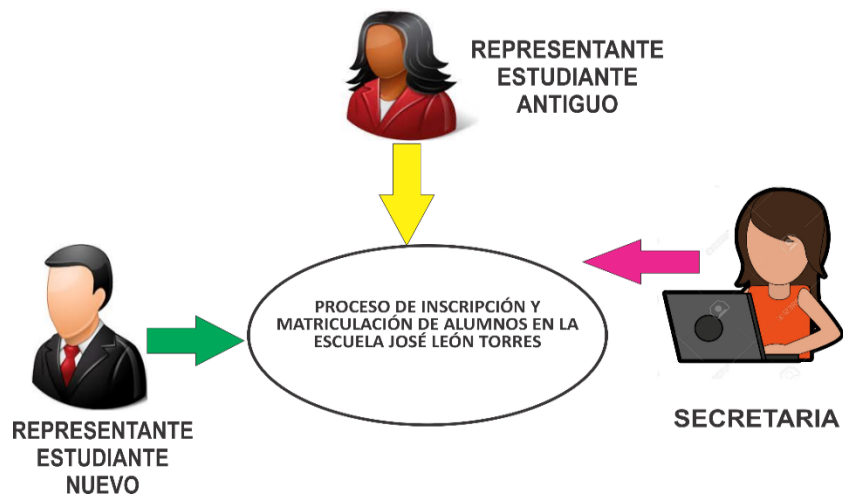 REPRESENTANTE
ESTUDIANTE
ANTIGUO
PROCESO DE INSCRIPCIÓN Y
MATRICULACIÓN DE ALUMNOS EN LA
ESCUELA JOSÉ LEÓN TORRES
SECRETARIA
REPRESENTANTE
ESTUDIANTE
NUEVO